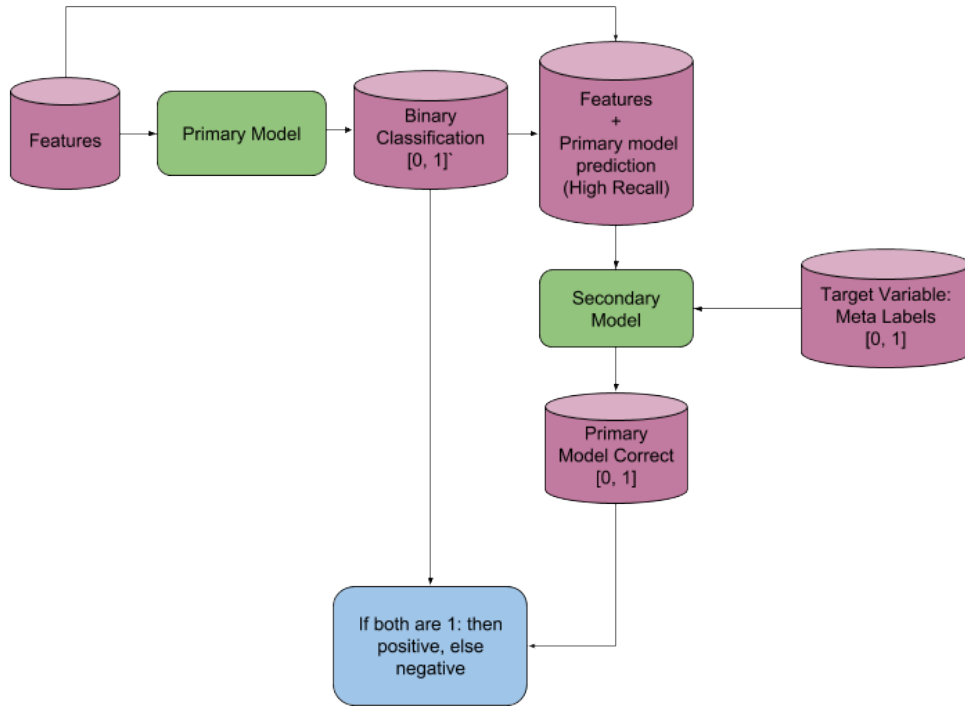 Features
Primary Model
Binary
Classification
[0, 1]`
Features
+
Primary model
prediction
(High Recall)
Secondary
Model
Target Variable:
Meta Labels
[0, 1]
Primary
Model Correct
[0, 1]
If both are 1: then
positive, else
negative